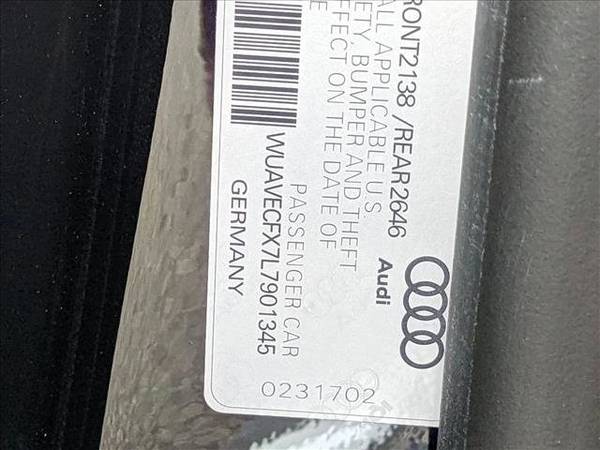 RONT2138 /REAR2646
ALL APPLICABLE U.S.
ETY, BUMPER AND THEFT
FFECT ON THE DATE OF
E
WUAVECFX7L7901345
PASSENGER CAR
GERMANY
Audi
0231702